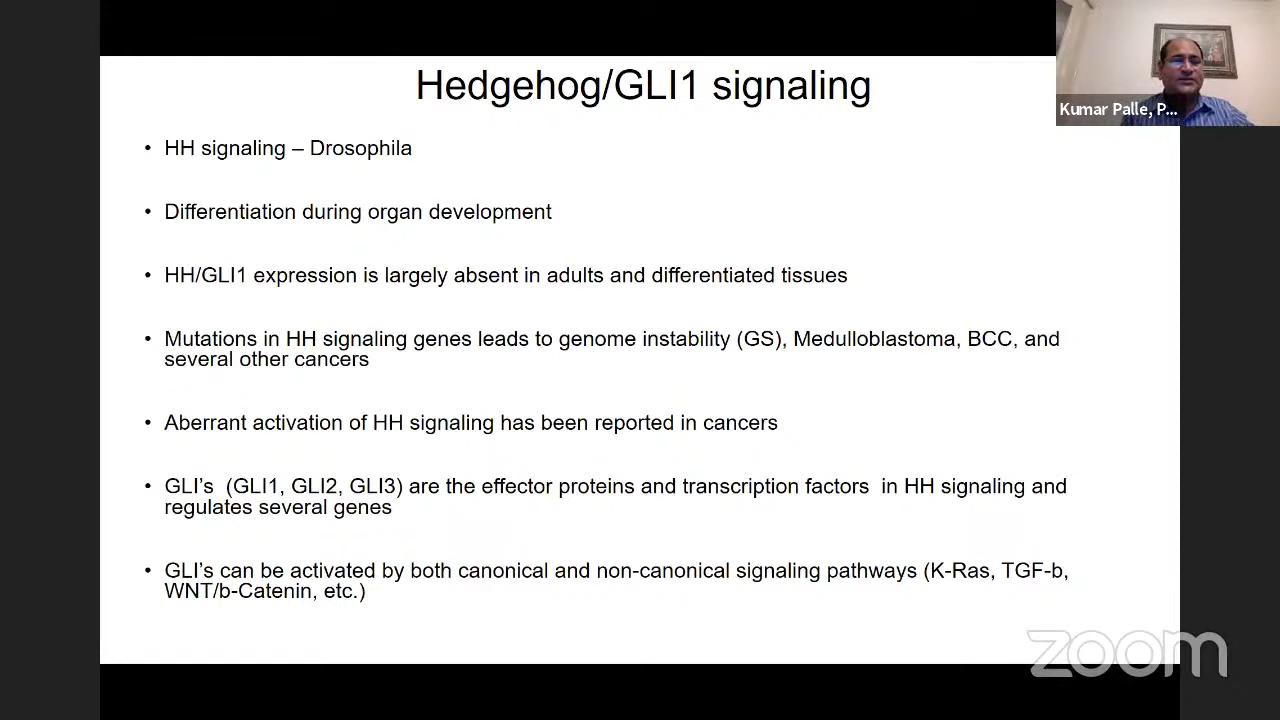 Hedgehog/GLI1 signaling
Kumar Palle, P...
• HH signaling – Drosophila
• Differentiation during organ development
• HH/GLI1 expression is largely absent in adults and differentiated tissues
• Mutations in HH signaling genes leads to genome instability (GS), Medulloblastoma, BCC, and
several other cancers
• Aberrant activation of HH signaling has been reported in cancers
• GLI’s  (GLI1, GLI2, GLI3) are the effector proteins and transcription factors  in HH signaling and
regulates several genes
• GLI’s can be activated by both canonical and non-canonical signaling pathways (K-Ras, TGF-b,
WNT/b-Catenin, etc.)
zoom